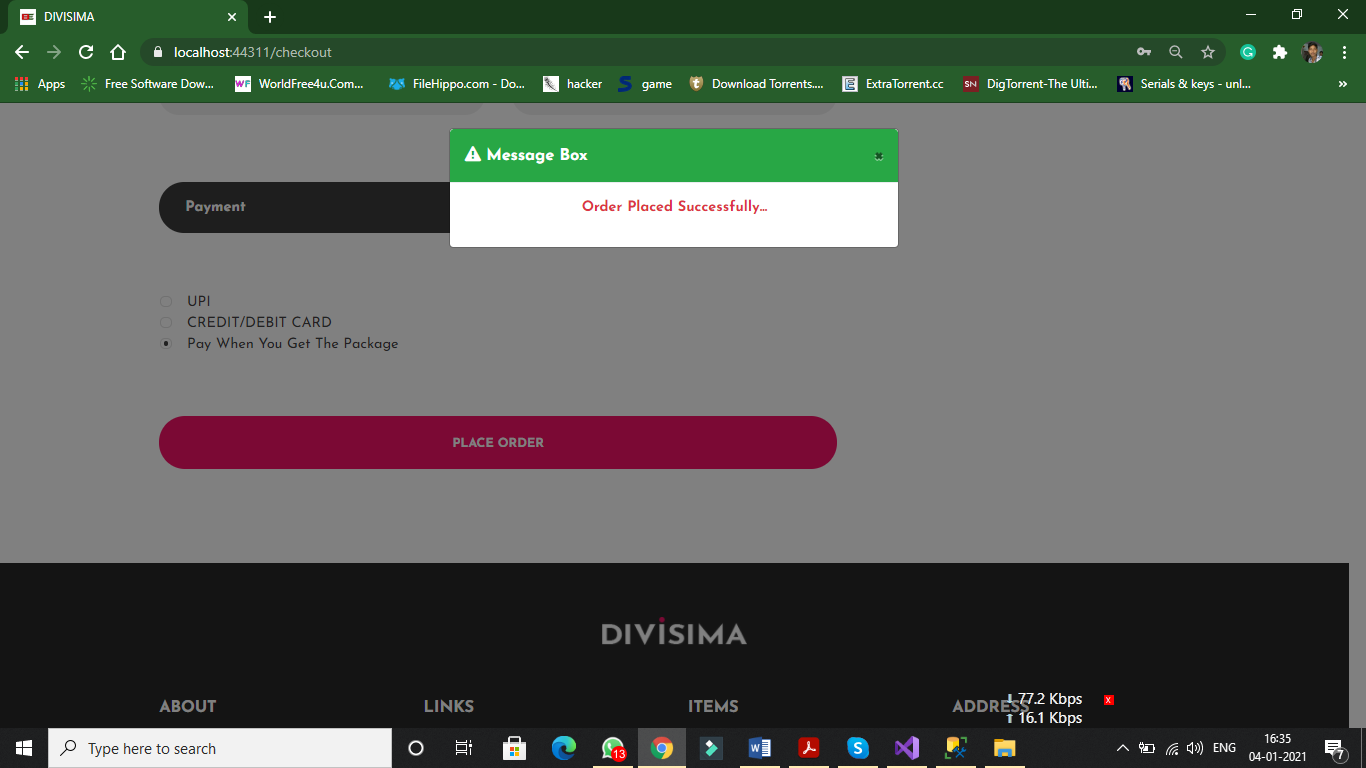 DIVISIMA
localhost:44311/checkout
Apps Free Software Dow... WorldFree4u.Com... FileHippo.com - Do... hacker game Download Torrents.... ExtraTorrent.cc DigTorrent-The Ulti... Serials & keys - unl... »
Message Box
Order Placed Successfully...
Payment
UPI
CREDIT/DEBIT CARD
Pay When You Get The Package
PLACE ORDER
DIVISIMA
ABOUT LINKS ITEMS ADDRESS
77.2 Kbps X
16.1 Kbps
Type here to search 13 ENG 16:35
04-01-2021 7